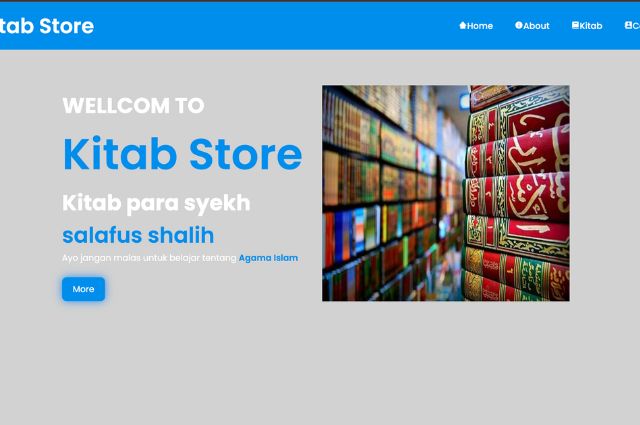 tab Store
Home About Kitab
WELLCOM TO
Kitab Store
Kitab para syekh
salafus shalih
Ayo jangan malas untuk belajar tentang Agama Islam
More